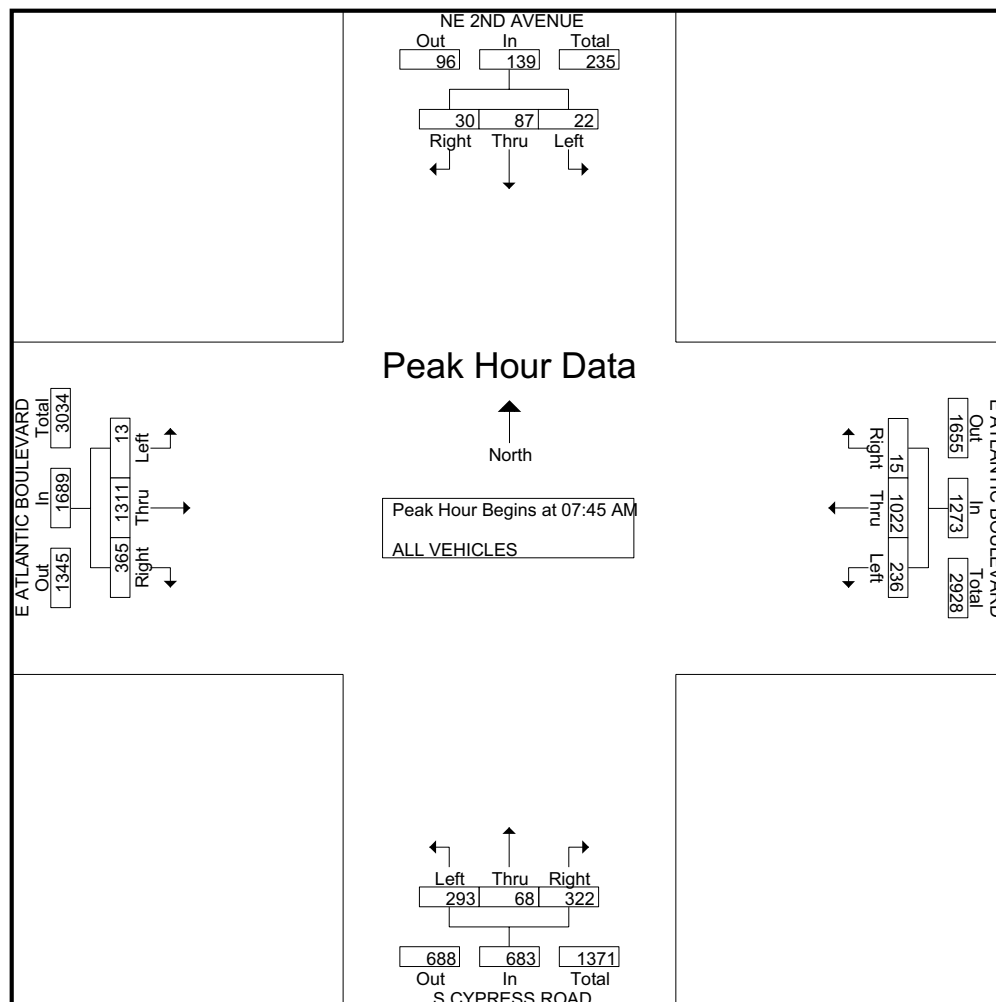 NE 2ND AVENUE
Out In Total
96 139 235
30 87 22
Right Thru Left
Peak Hour Data
North
Peak Hour Begins at 07:45 AM
ALL VEHICLES
E ATLANTIC BOULEVARD
Out In Total
1345 1689 3034
365 1311 13
Right Thru Left
E ATLANTIC BOULEVARD
Out In Total
1655 1273 2928
15 1022 236
Right Thru Left
Left Thru Right
293 68 322
688 683 1371
Out In Total
S CYPRESS ROAD